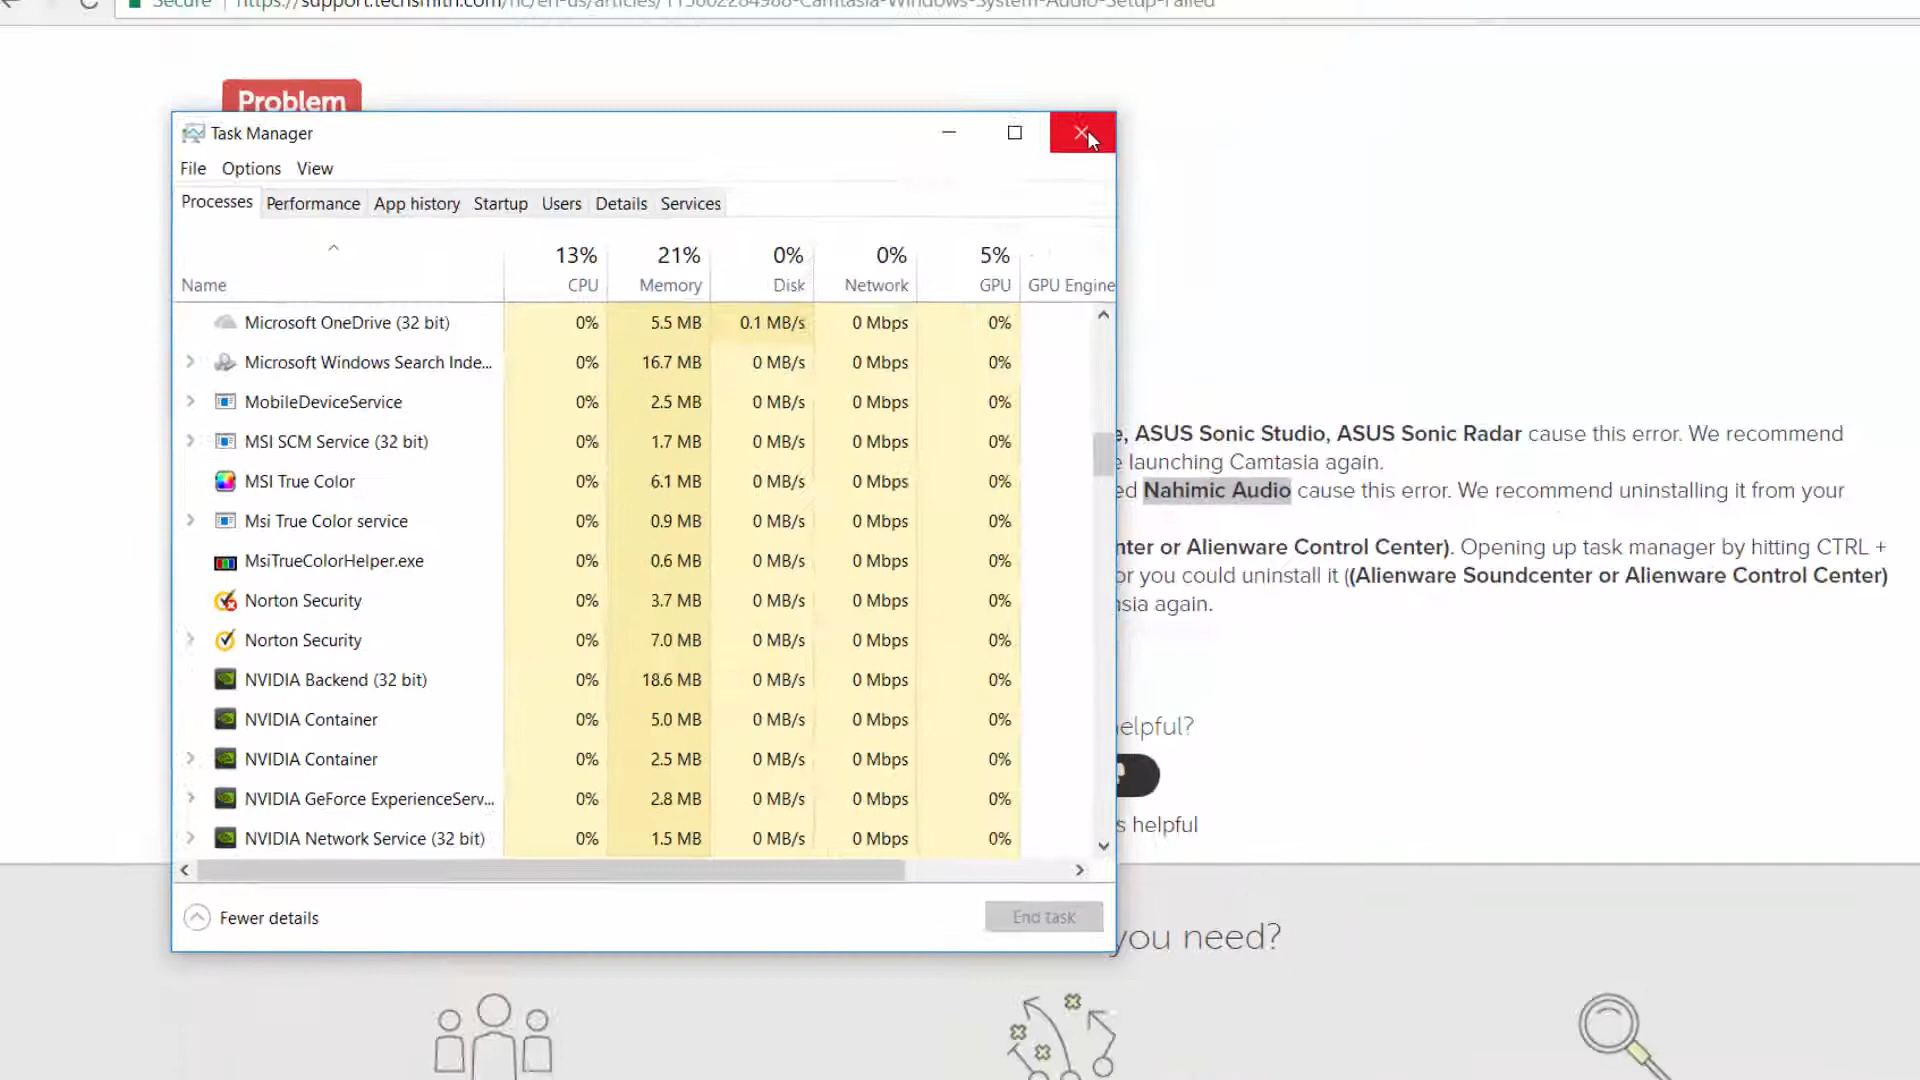 Secure https://support.techsmith.com/hc/en-us/articles/115002284988-Camtasia-Windows-System-Audio-Setup-Failed
Problem
Task Manager
File Options View
Processes Performance App history Startup Users Details Services
13% 21% 0% 0% 5%
Name CPU Memory Disk Network GPU GPU Engine
Microsoft OneDrive (32 bit) 0% 5.5 MB 0.1 MB/s 0 Mbps 0%
Microsoft Windows Search Inde... 0% 16.7 MB 0 MB/s 0 Mbps 0%
MobileDeviceService 0% 2.5 MB 0 MB/s 0 Mbps 0%
MSI SCM Service (32 bit) 0% 1.7 MB 0 MB/s 0 Mbps 0%
MSI True Color 0% 6.1 MB 0 MB/s 0 Mbps 0%
Msi True Color service 0% 0.9 MB 0 MB/s 0 Mbps 0%
MsiTrueColorHelper.exe 0% 0.6 MB 0 MB/s 0 Mbps 0%
Norton Security 0% 3.7 MB 0 MB/s 0 Mbps 0%
Norton Security 0% 7.0 MB 0 MB/s 0 Mbps 0%
NVIDIA Backend (32 bit) 0% 18.6 MB 0 MB/s 0 Mbps 0%
NVIDIA Container 0% 5.0 MB 0 MB/s 0 Mbps 0%
NVIDIA Container 0% 2.5 MB 0 MB/s 0 Mbps 0%
NVIDIA GeForce ExperienceServ... 0% 2.8 MB 0 MB/s 0 Mbps 0%
NVIDIA Network Service (32 bit) 0% 1.5 MB 0 MB/s 0 Mbps 0%
Fewer details End task
, ASUS Sonic Studio, ASUS Sonic Radar cause this error. We recommend
launching Camtasia again.
ed Nahimic Audio cause this error. We recommend uninstalling it from your
nter or Alienware Control Center). Opening up task manager by hitting CTRL +
or you could uninstall it ((Alienware Soundcenter or Alienware Control Center)
sia again.
elpful?
s helpful
you need?